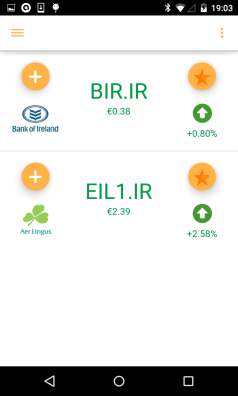 19:03
BIR.IR
€0.38
Bank of Ireland
+0.80%
EIL1.IR
€2.39
Aer Lingus
+2.58%